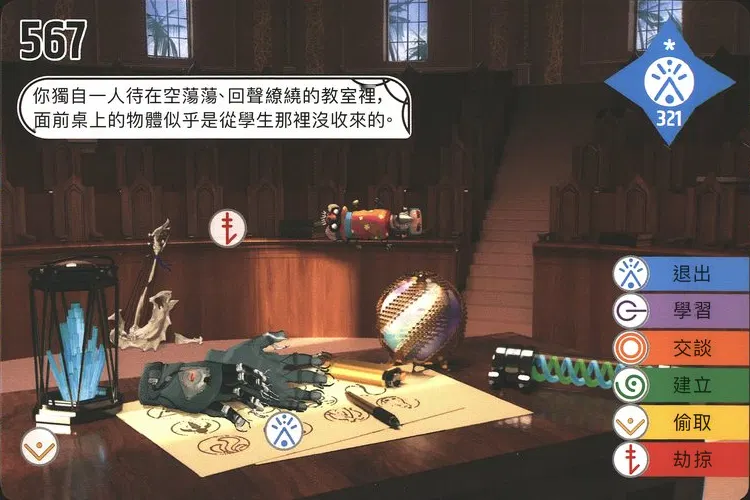 567
你獨自一人待在空蕩蕩、回聲繚繞的教室裡，
面前桌上的物體似乎是從學生那裡沒收來的。
*
321
退出
學習
交談
建立
偷取
劫掠